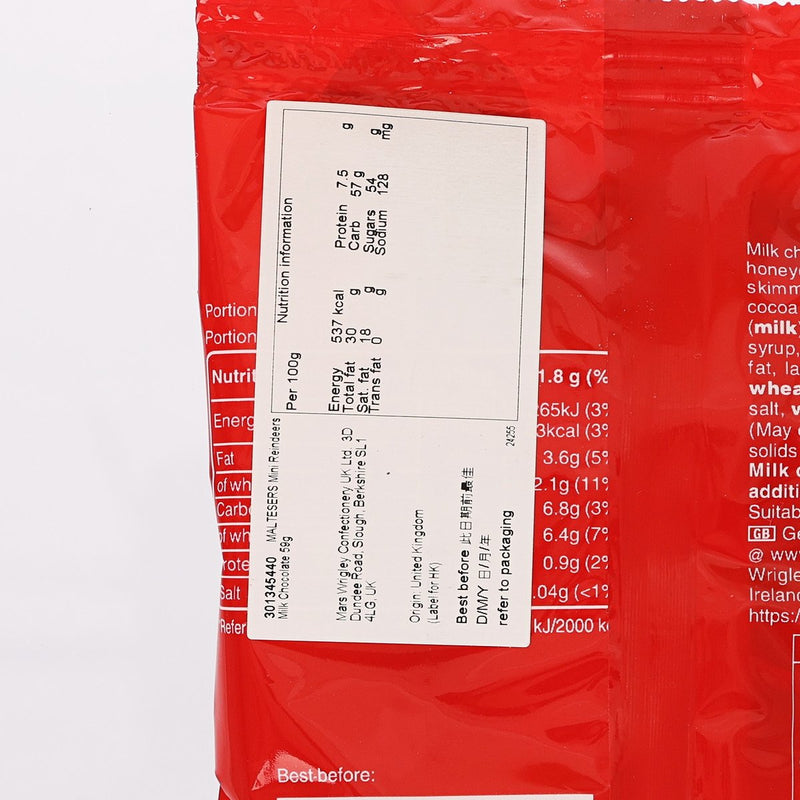 Nutrition information
Per 100g
Energy 537 kcal Protein 7.5 g
Total fat 30 g Carb 57 g
Sat. fat 18 g Sugars 54 g
Trans fat 0 g Sodium 128 mg
301345440 MALTESERS Mini Reindeers
Milk Chocolate 59g
Mars Wrigley Confectionery UK Ltd 3D
Dundee Road, Slough, Berkshire SL1
4LG, UK
Origin: United Kingdom
(Label for HK)
Best before 此日期前最佳
D/M/Y 日/月/年
refer to packaging
24255
Portion
Portion
Nutrit 1.8 g (%
Energ 265kJ (3%
3kcal (3%
Fat 3.6g (5%
of wh 2.1g (11%
Carbo 6.8g (3%
of wh 6.4g (7%
Prote 0.9g (2%
Salt .04g (<1%
Refer kJ/2000 k
Best before:
Milk ch
honey
skimm
cocoa
(milk)
syrup,
fat, la
whea
salt, w
(May
solids
Milk
additi
Suitab
GB Ge
@ www
Wrigle
Ireland
https:/